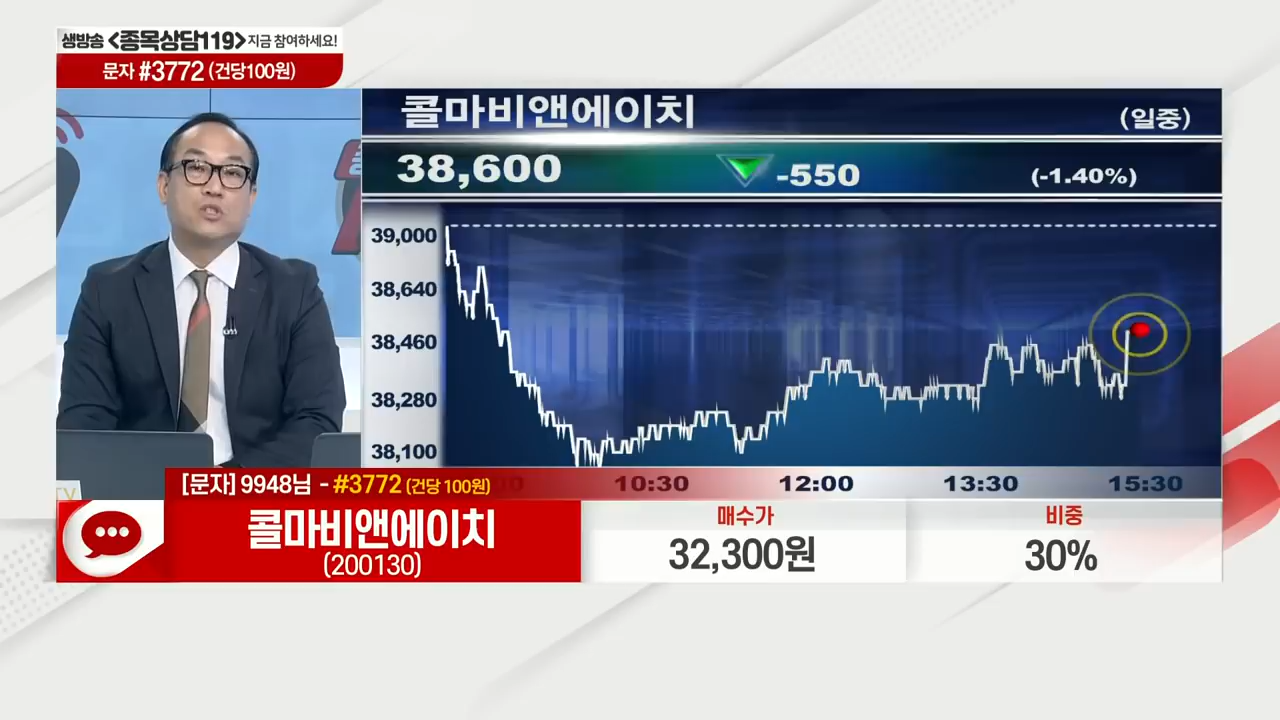 생방송 <종목상담119> 지금 참여하세요!
문자 #3772 (건당100원)
콜마비앤에이치
(일중)
38,600
-550
(-1.40%)
39,000
38,640
38,460
38,280
38,100
10:30
12:00
13:30
15:30
TV
[문자] 9948님 - #3772 (건당 100원)
콜마비앤에이치
(200130)
매수가
32,300원
비중
30%